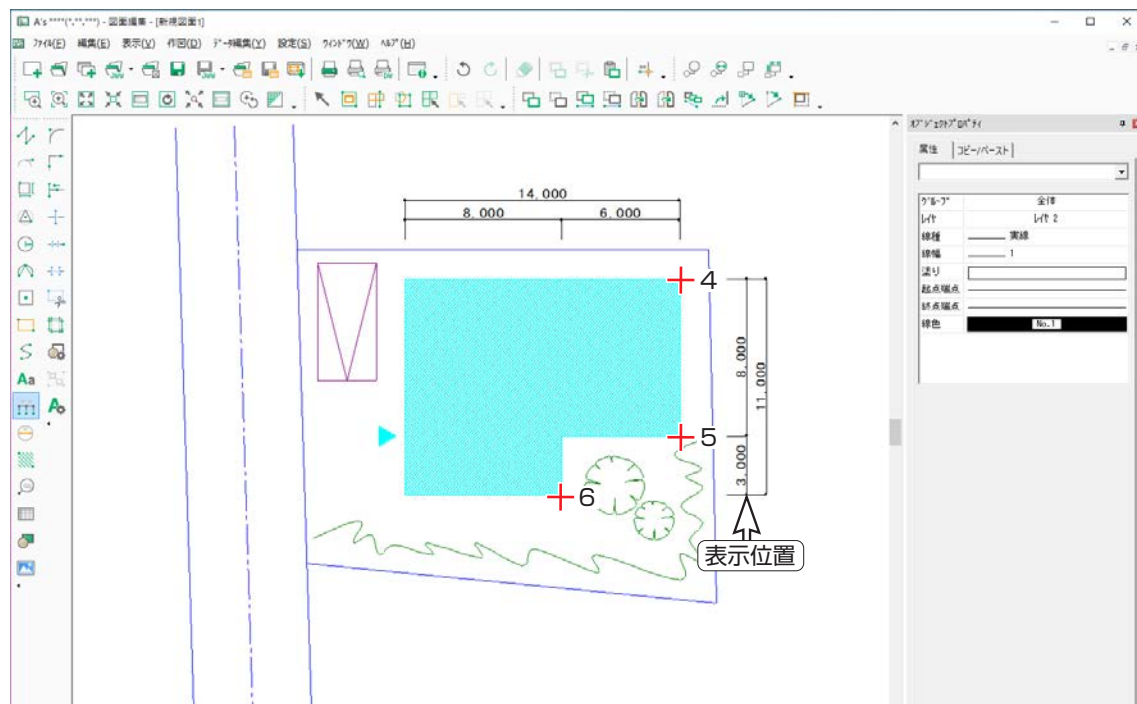 A's ****(*,**,***) - 図面編集 - [新規図面1]
ファイル(F) 編集(E) 表示(V) 作図(D) データ編集(Y) 設定(S) ウインドウ(W) ヘルプ(H)
オブジェクトプロパティ
属性 コピー/ペースト
グループ 全体
レイヤ レイヤ 2
線種 実線
線幅 1
塗り
起点端点
終点端点
線色 No.1
Aa
14,000
8,000 6,000
4
8,000
11,000
5
3,000
6
表示位置